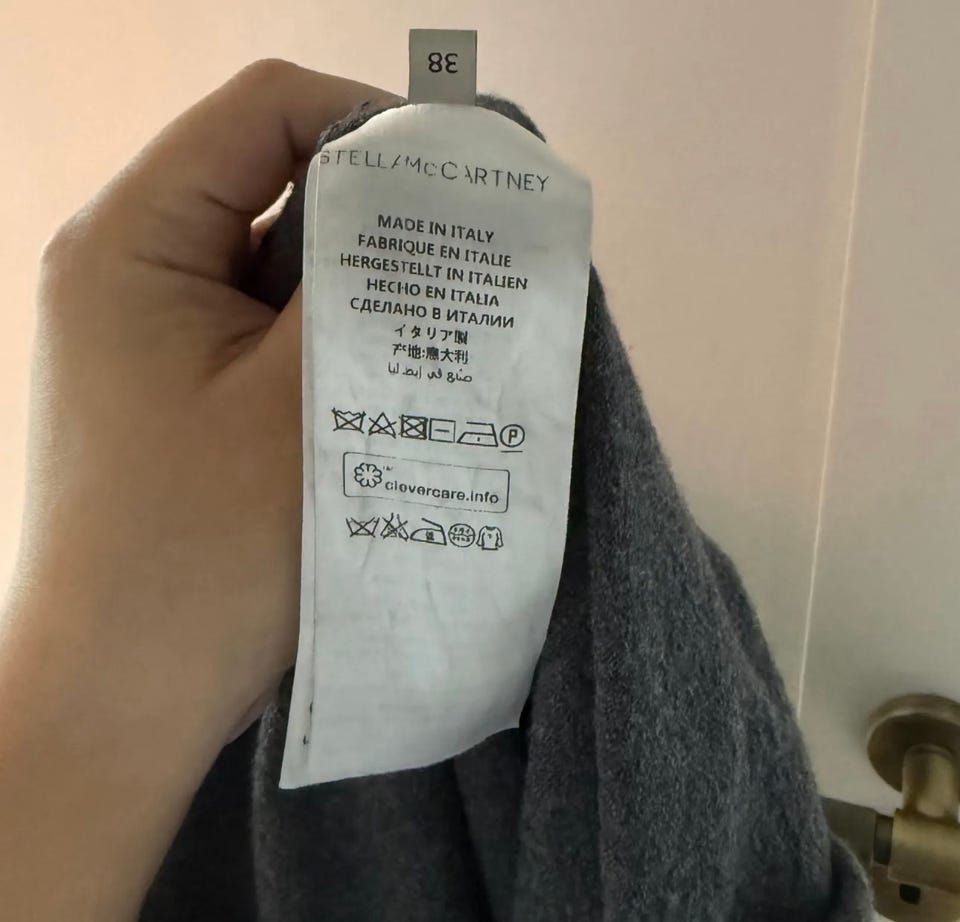 38
STELLA McCARTNEY
MADE IN ITALY
FABRIQUE EN ITALIE
HERGESTELLT IN ITALIEN
HECHO EN ITALIA
СДЕЛАНО В ИТАЛИИ
イタリア製
产地:意大利
صنع في إيطاليا
P
clevercare.info